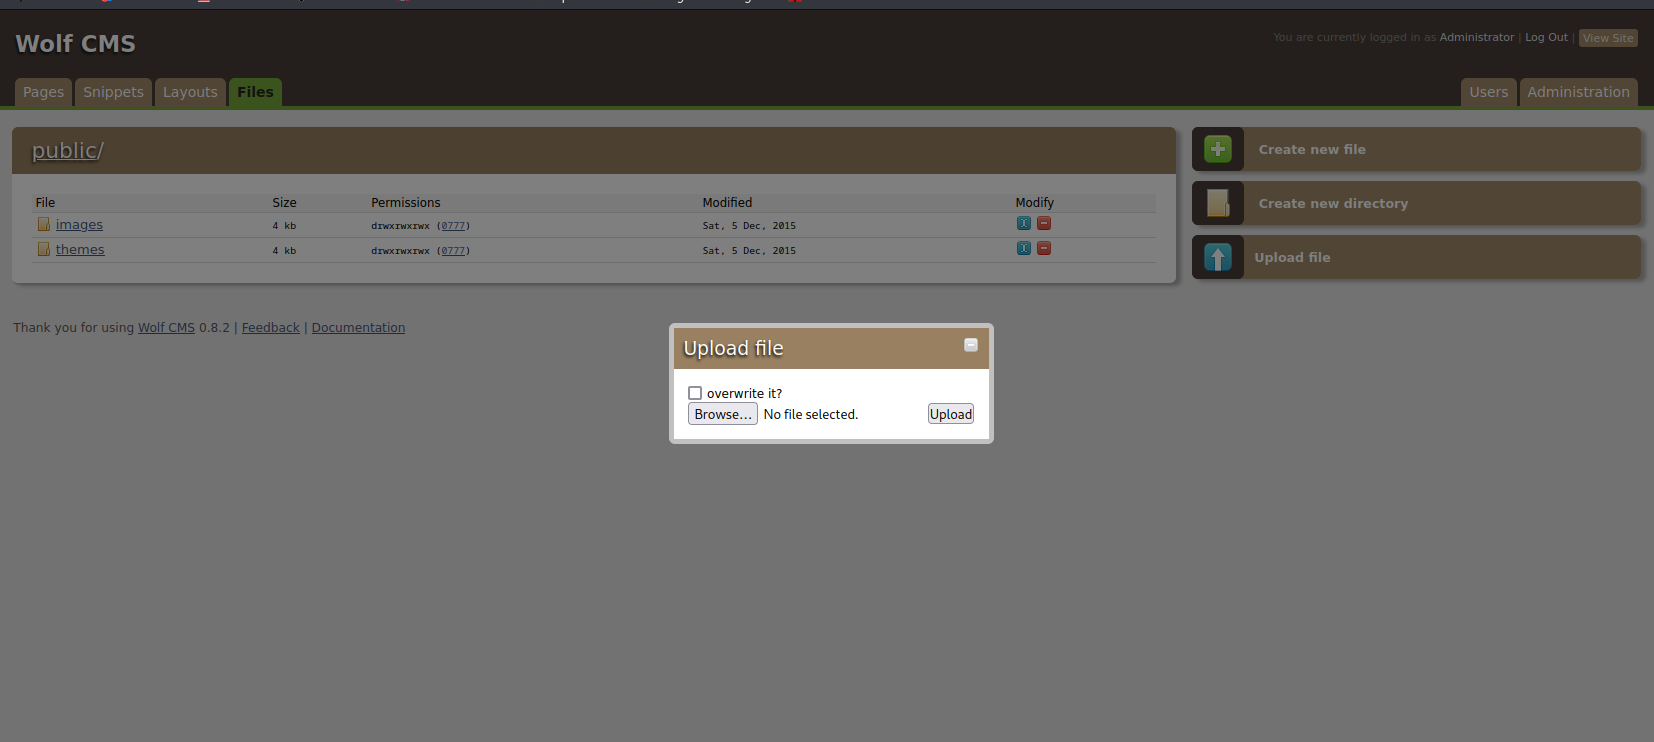 Wolf CMS
You are currently logged in as Administrator | Log Out | View Site
Pages Snippets Layouts Files Users Administration
public/
File Size Permissions Modified Modify
images 4 kb drwxrwxrwx (0777) Sat, 5 Dec, 2015
themes 4 kb drwxrwxrwx (0777) Sat, 5 Dec, 2015
Create new file
Create new directory
Upload file
Thank you for using Wolf CMS 0.8.2 | Feedback | Documentation
Upload file
overwrite it?
Browse... No file selected. Upload